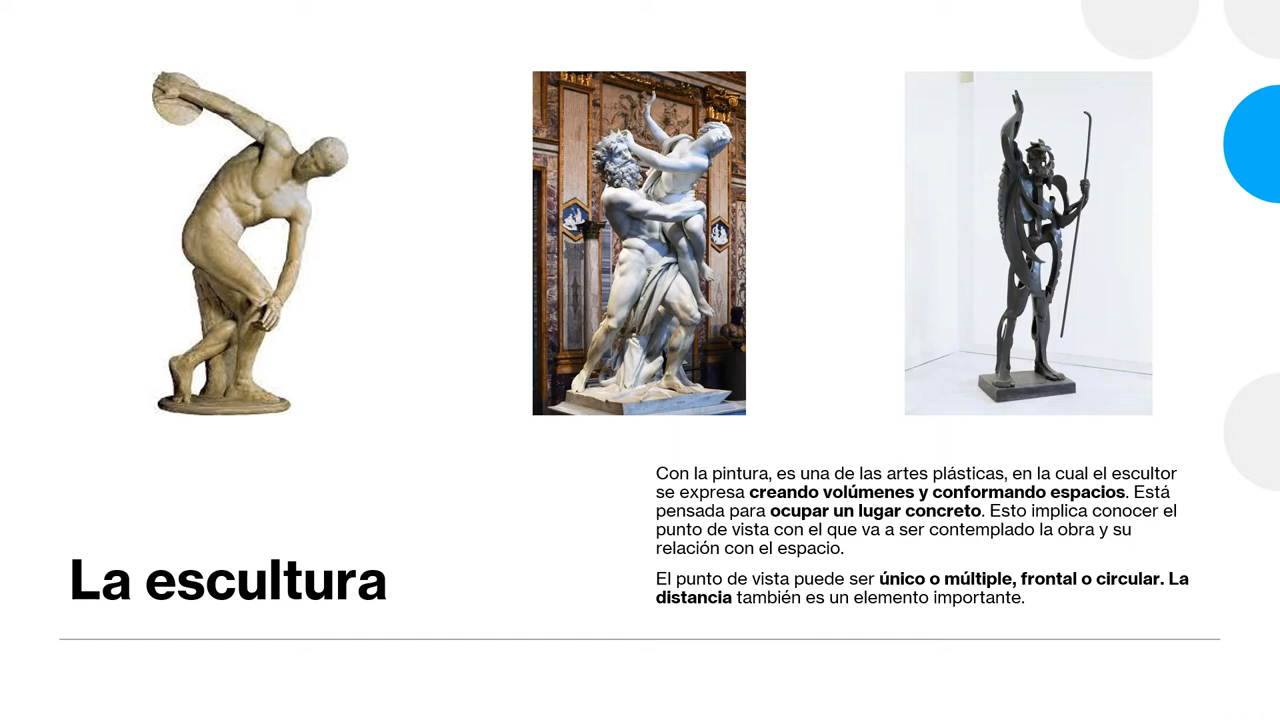 Con la pintura, es una de las artes plásticas, en la cual el escultor
se expresa creando volúmenes y conformando espacios. Está
pensada para ocupar un lugar concreto. Esto implica conocer el
punto de vista con el que va a ser contemplado la obra y su
relación con el espacio.
El punto de vista puede ser único o múltiple, frontal o circular. La
distancia también es un elemento importante.
La escultura